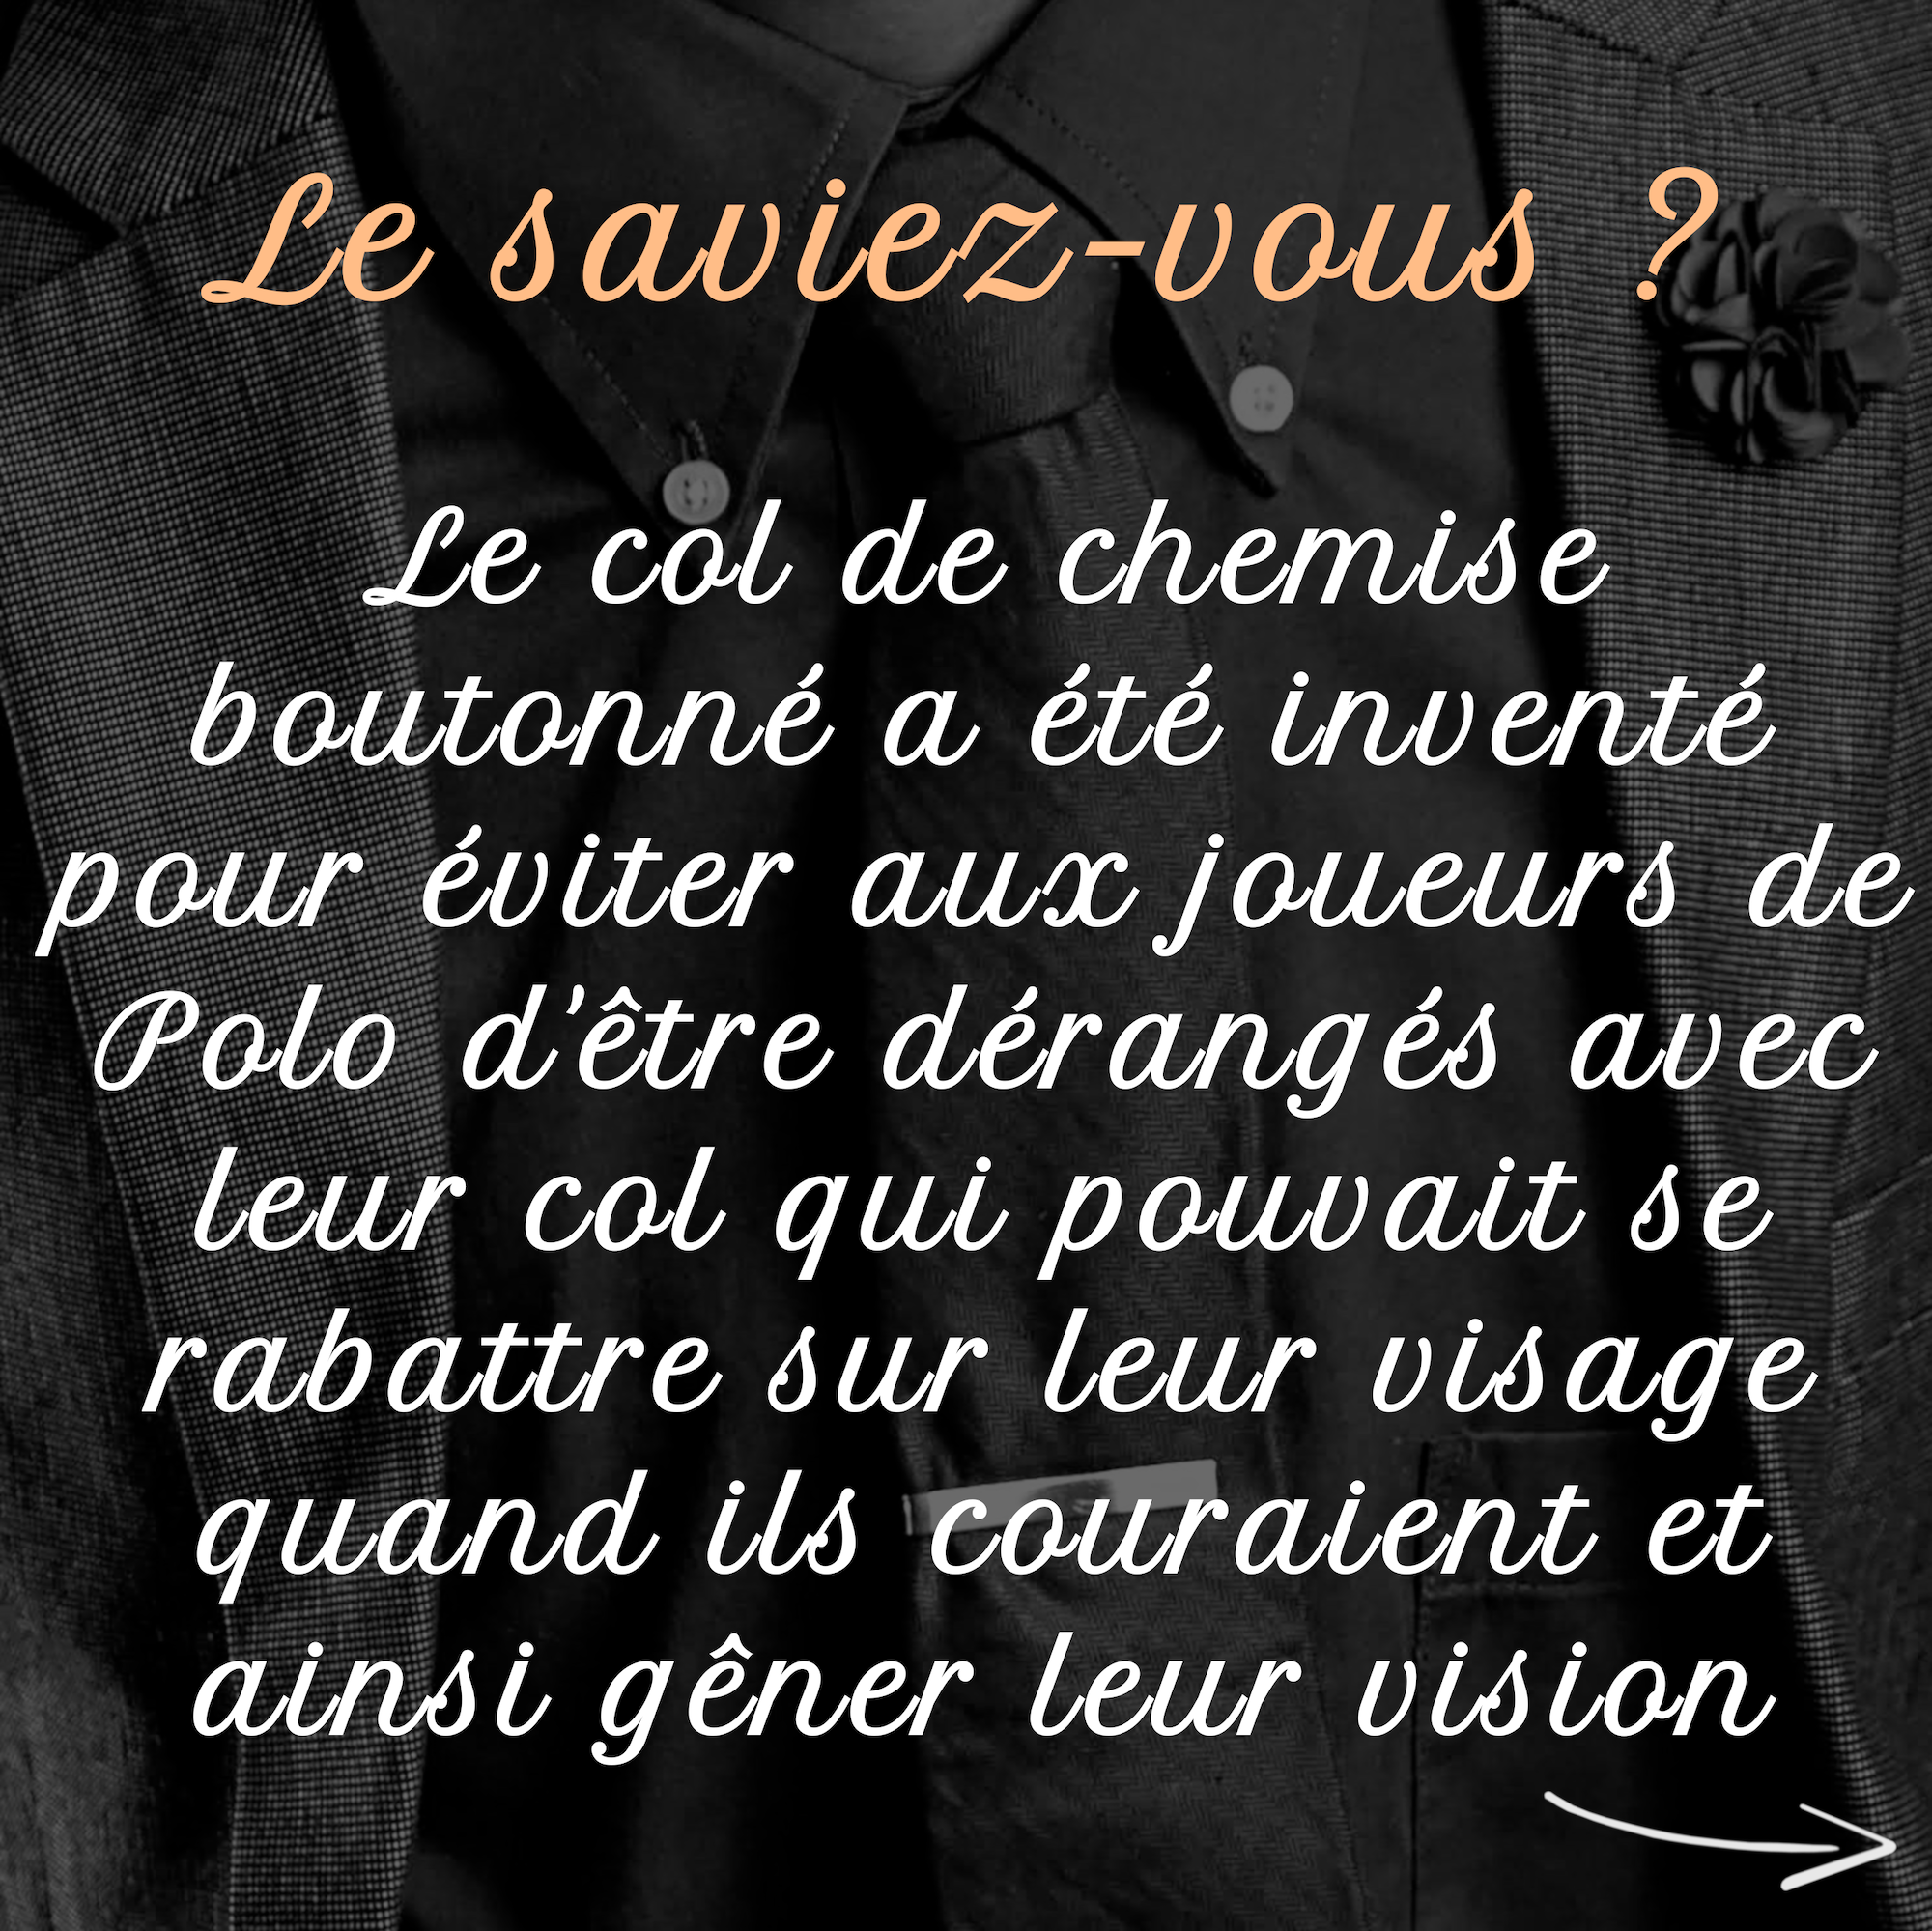 Le saviez-vous ?
Le col de chemise
boutonné a été inventé
pour éviter aux joueurs de
Polo d'être dérangés avec
leur col qui pouvait se
rabattre sur leur visage
quand ils couraient et
ainsi gêner leur vision